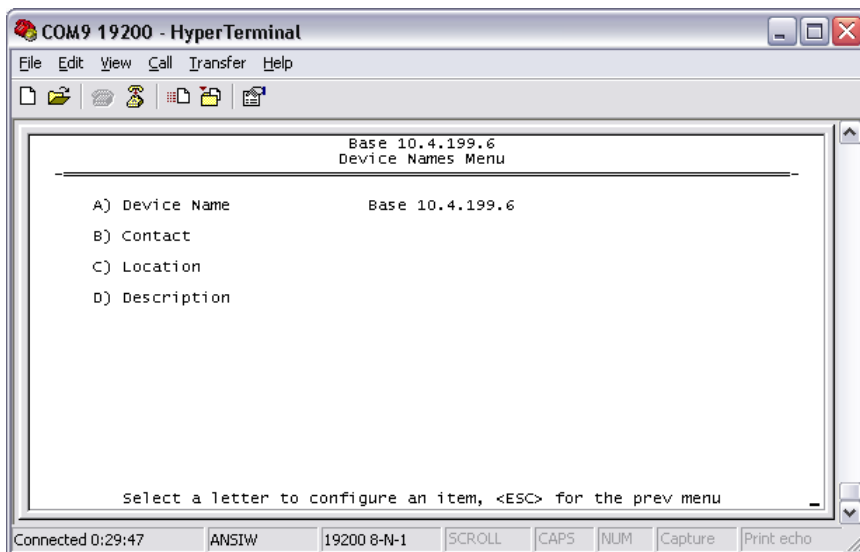 COM9 19200 - HyperTerminal
File Edit View Call Transfer Help
Base 10.4.199.6
Device Names Menu
A) Device Name Base 10.4.199.6
B) Contact
C) Location
D) Description
Select a letter to configure an item, <ESC> for the prev menu
Connected 0:29:47 ANSIW 19200 8-N-1 SCROLL CAPS NUM Capture Print echo